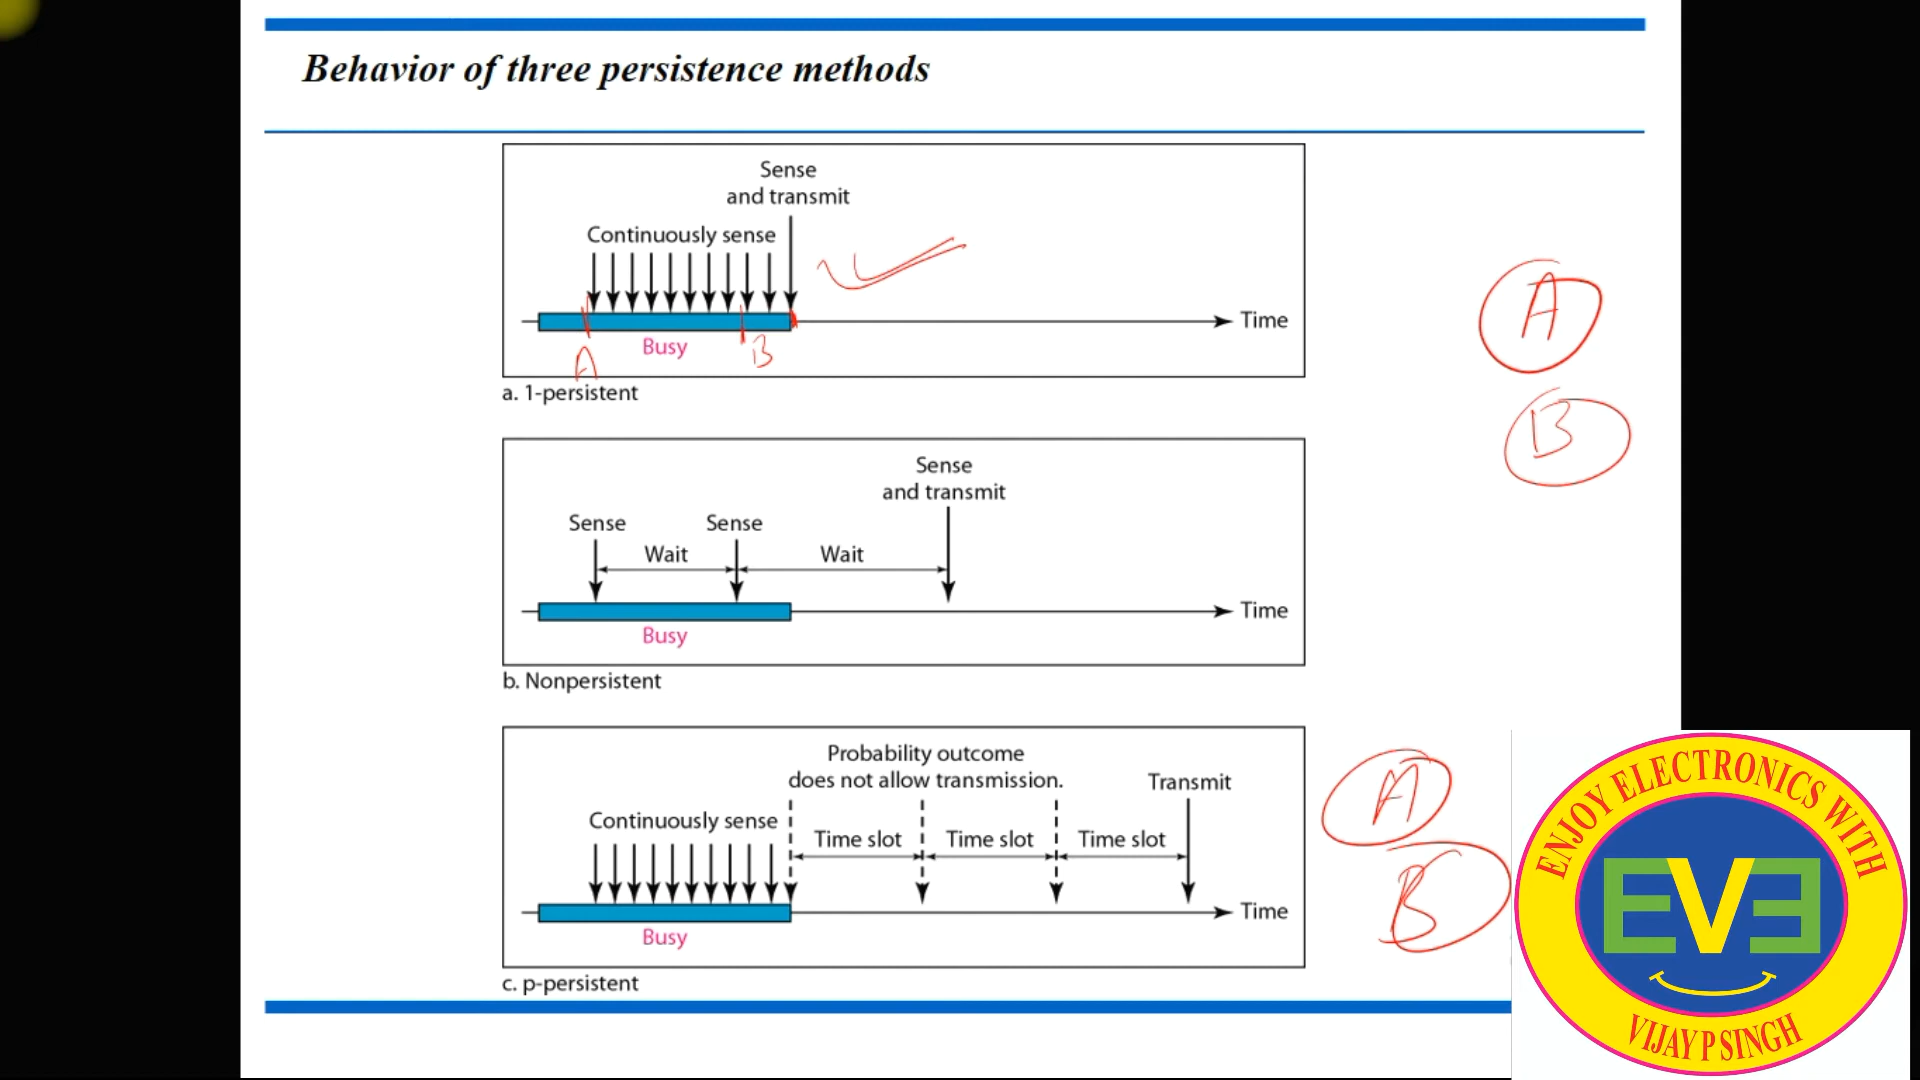 Behavior of three persistence methods
Sense
and transmit
Continuously sense
Time
Busy
A
B
a. 1-persistent
A
B
Sense
and transmit
Sense
Sense
Wait
Wait
Time
Busy
b. Nonpersistent
Probability outcome
does not allow transmission.
Transmit
Continuously sense
Time slot
Time slot
Time slot
Time
Busy
c. p-persistent
A
B
ENJOY ELECTRONICS WITH
EVE
VIJAY P SINGH